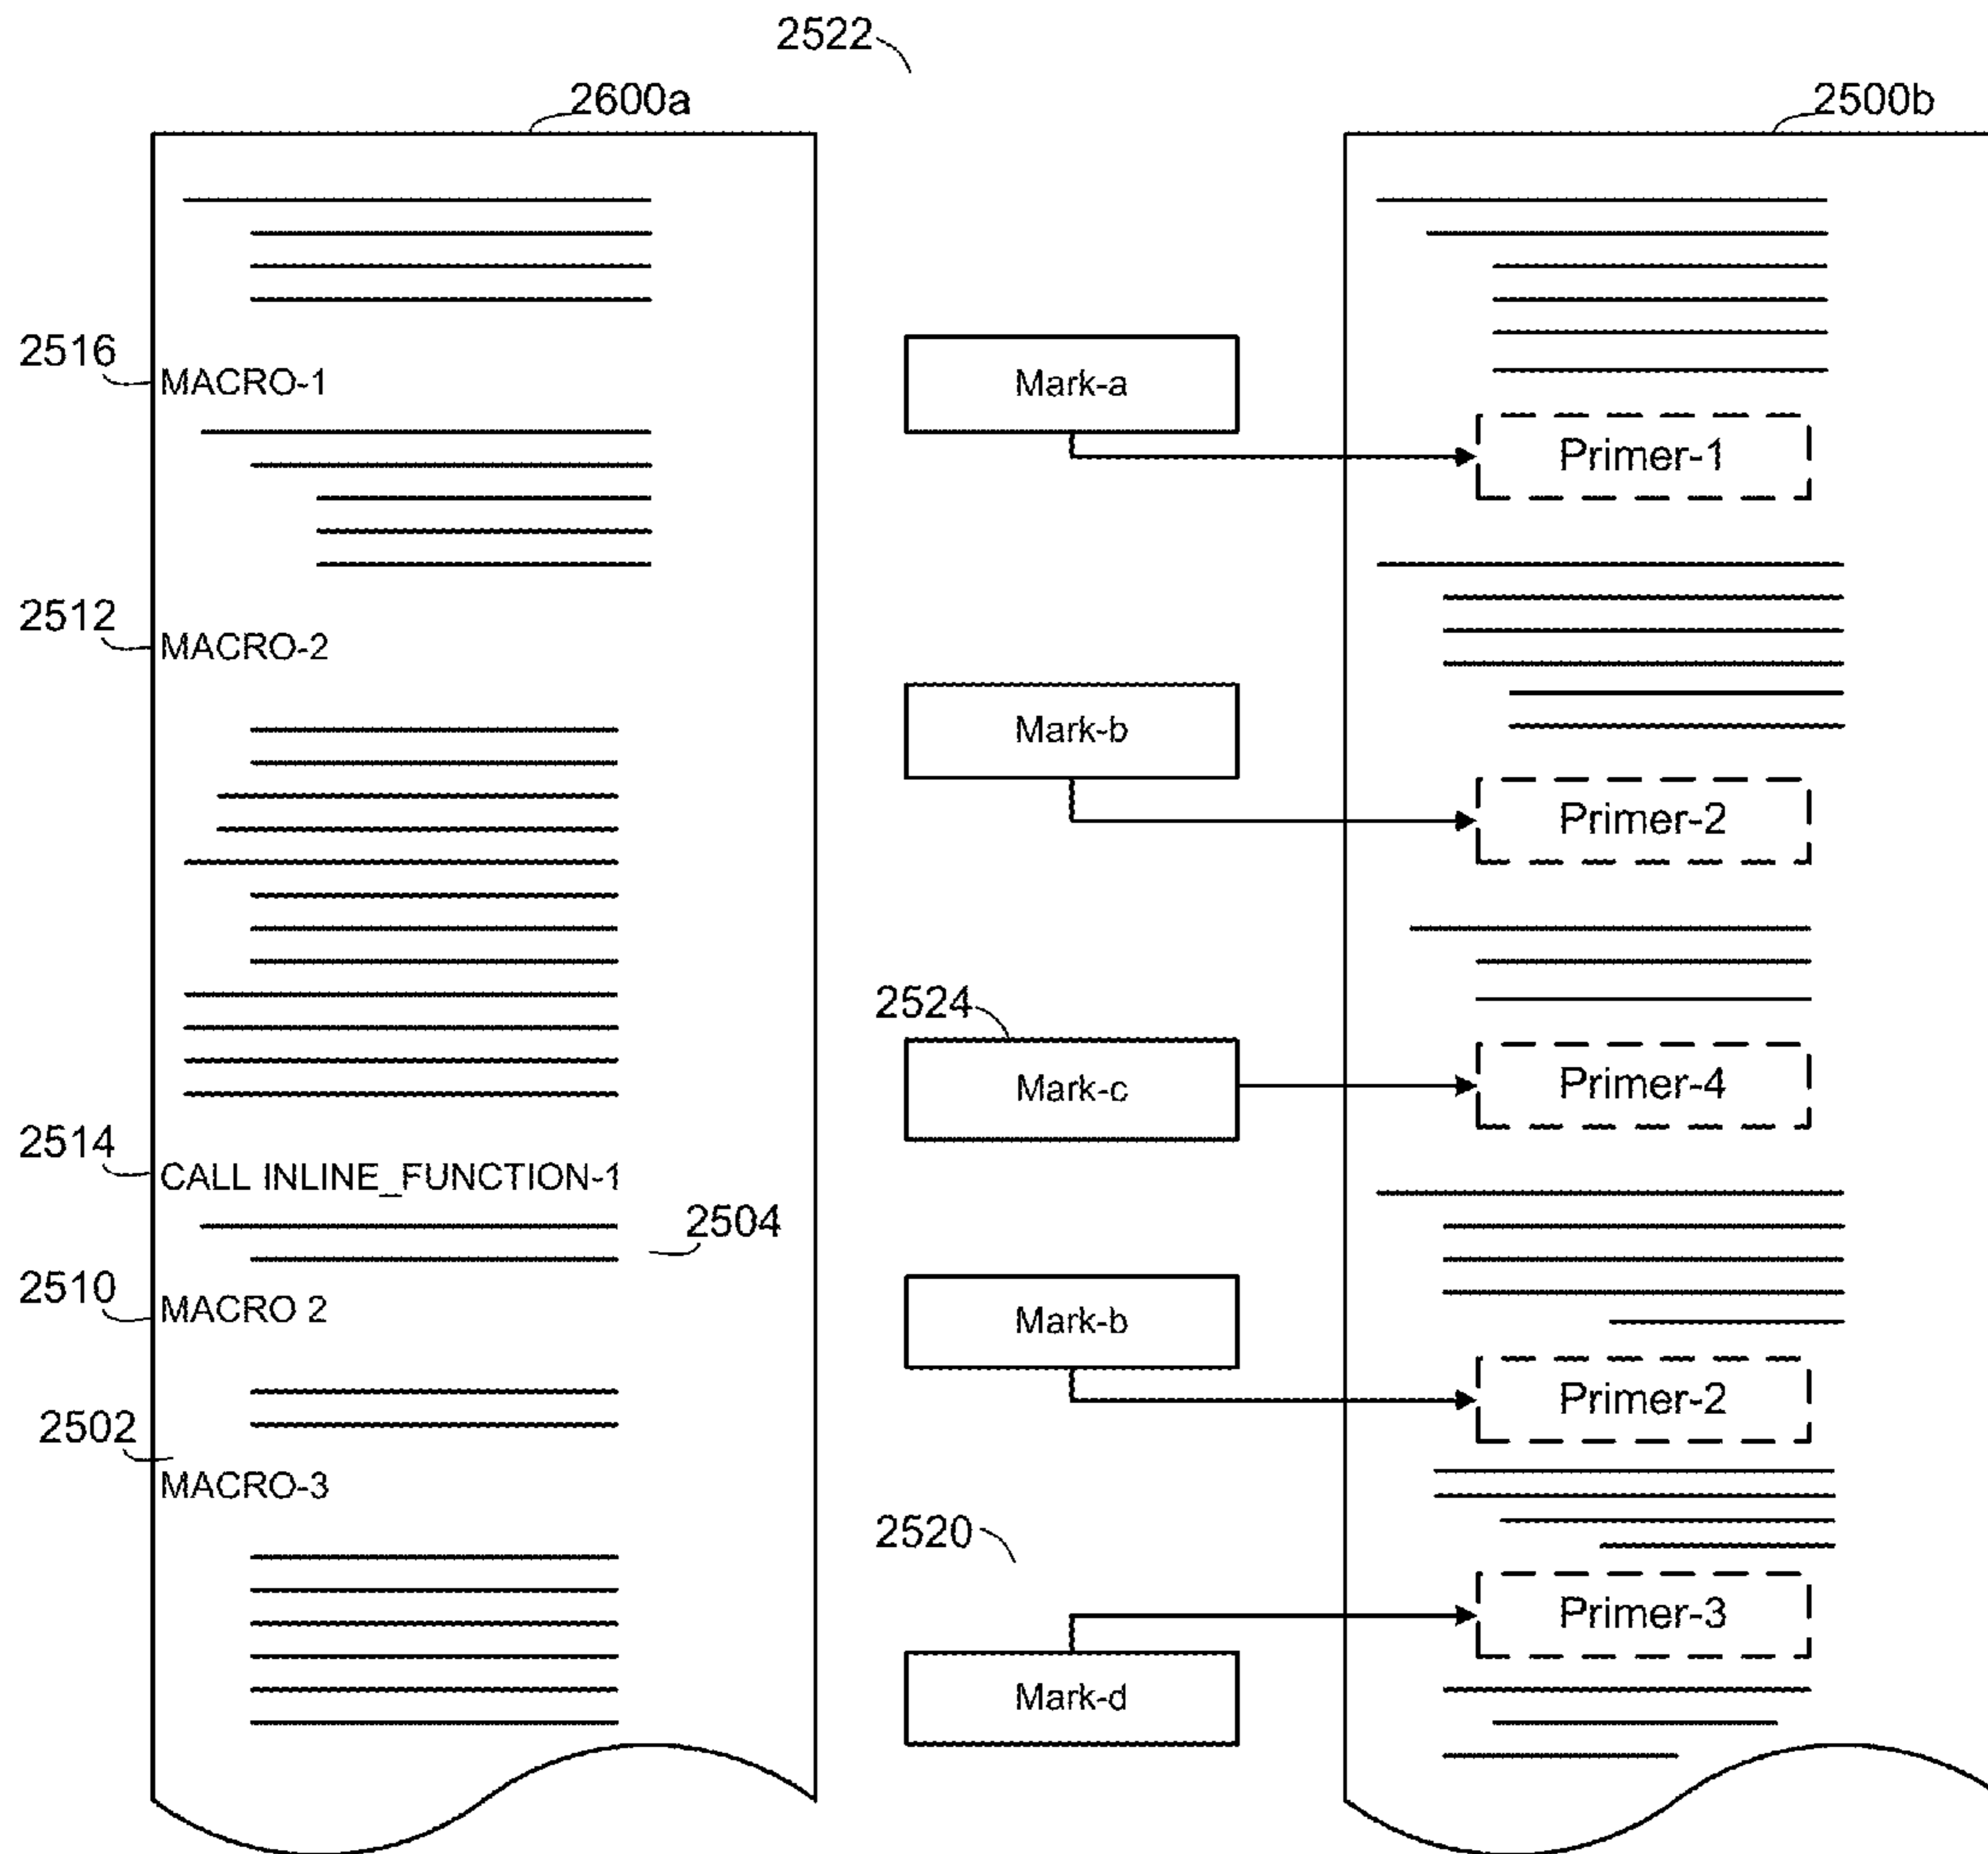 2522
2600a
2500b
2516
MACRO-1
Mark-a
Primer-1
2512
MACRO-2
Mark-b
Primer-2
2524
Mark-c
Primer-4
2514
CALL INLINE_FUNCTION-1
2504
2510
MACRO 2
Mark-b
Primer-2
2502
MACRO-3
2520
Primer-3
Mark-d